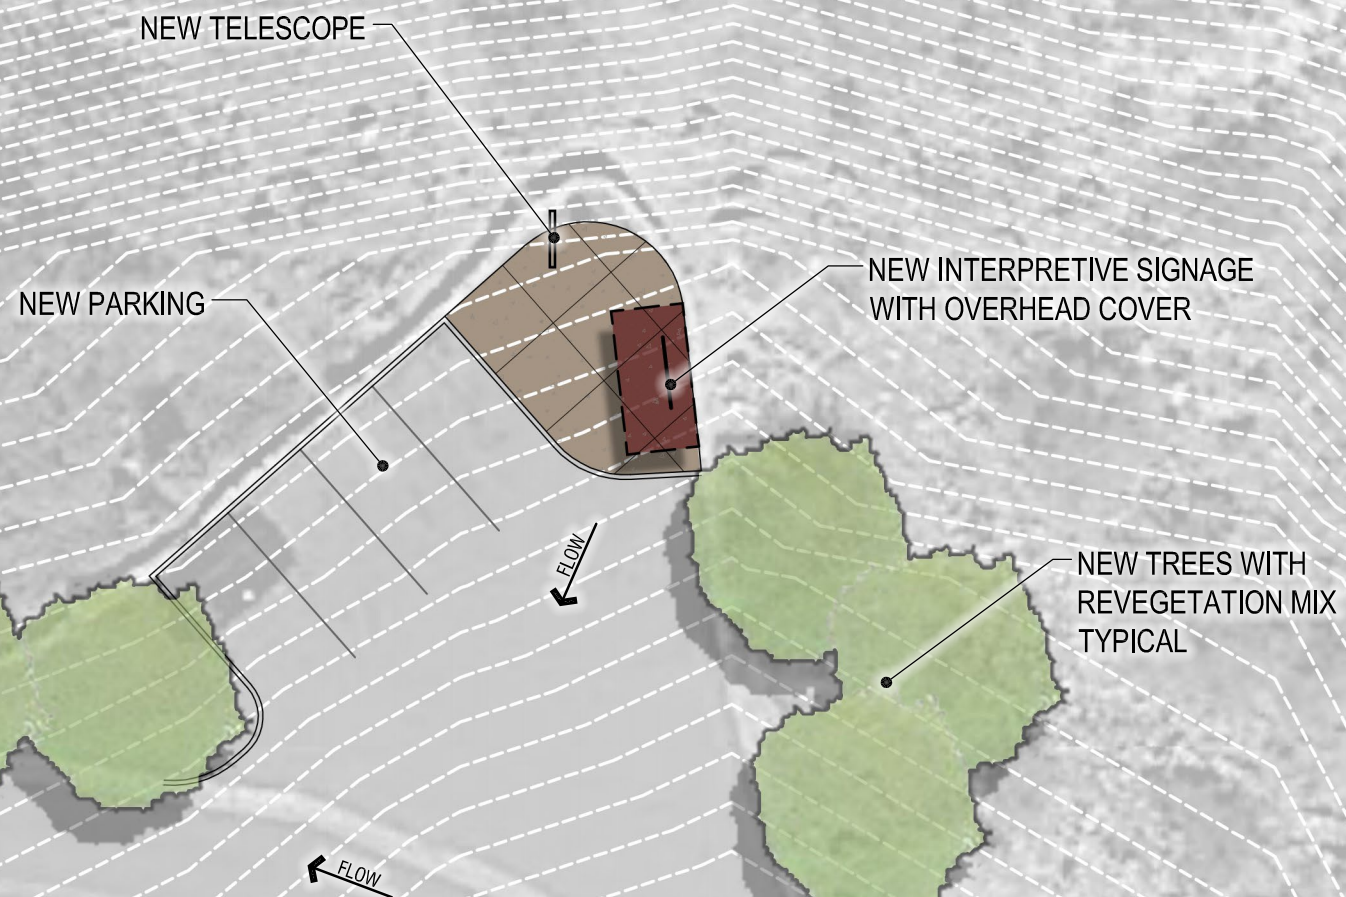 NEW TELESCOPE
NEW INTERPRETIVE SIGNAGE
WITH OVERHEAD COVER
NEW PARKING
FLOW
NEW TREES WITH
REVEGETATION MIX
TYPICAL
FLOW